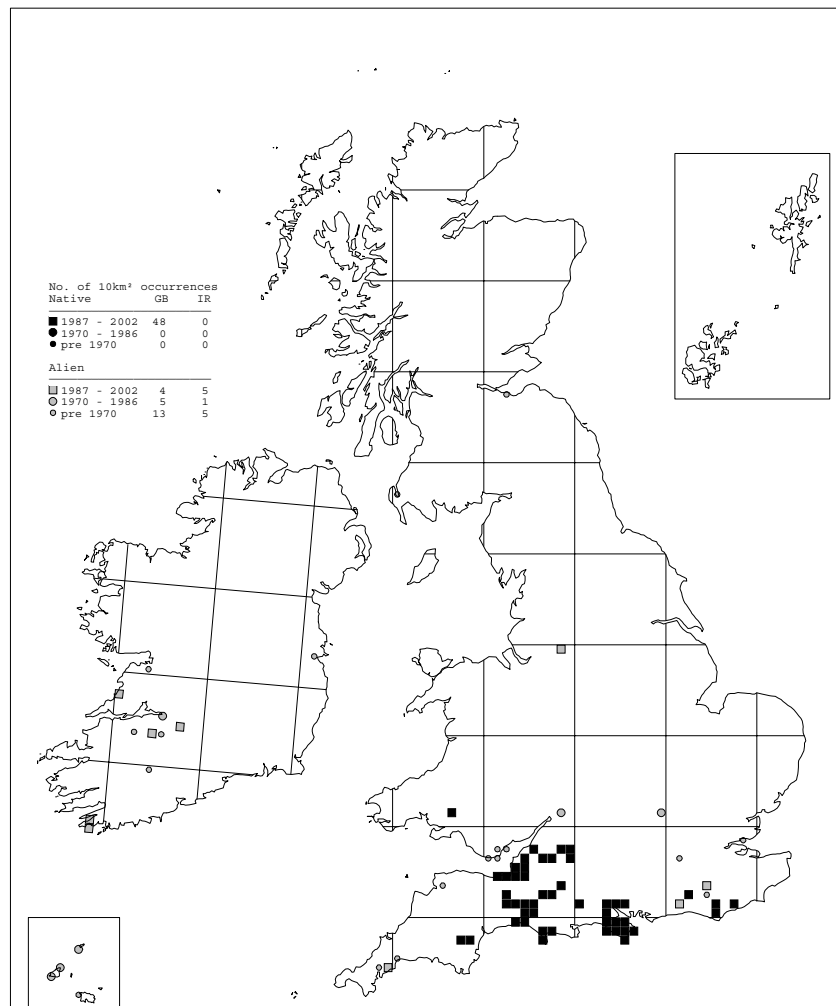 No. of 10km² occurrences
Native GB IR
1987 - 2002 48 0
1970 - 1986 0 0
pre 1970 0 0
Alien
1987 - 2002 4 5
1970 - 1986 5 1
pre 1970 13 5